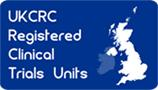 UKCRC
Registered
Clinical
Trials Units